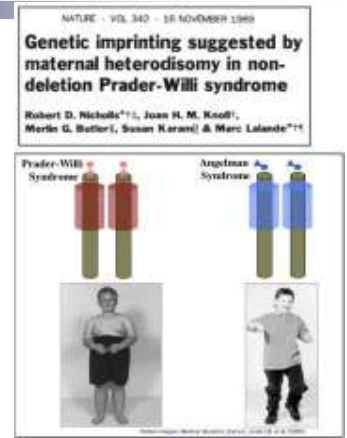 NATURE · VOL 342 · 16 NOVEMBER 1989
Genetic imprinting suggested by
maternal heterodisomy in non-
deletion Prader-Willi syndrome
Robert D. Nicholls*†‡, Joan H. M. Knoll†,
Merlin G. Butler§, Susan Karam|| & Marc Lalande*†¶
Prader-Willi
Syndrome
Angelman
Syndrome